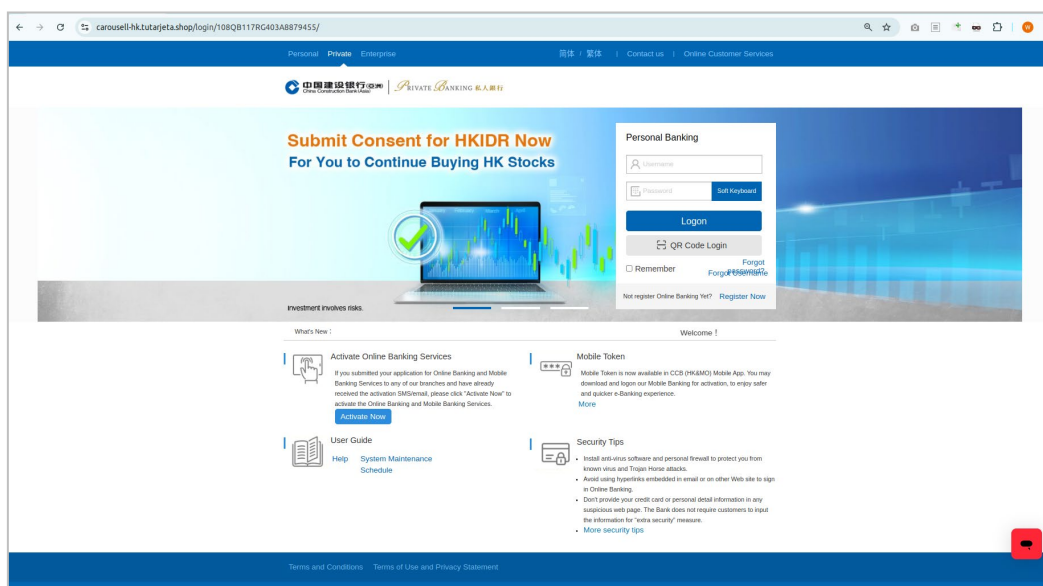 carousell-hk.tutarjeta.shop/login/108QB117RG403A8879455/
Personal Private Enterprise 简体 | 繁体 | Contact us | Online Customer Services
中国建设银行(亞洲) PRIVATE BANKING 私人銀行
China Construction Bank (Asia)
Submit Consent for HKIDR Now
For You to Continue Buying HK Stocks
Investment involves risks.
Personal Banking
Username
Password Soft Keyboard
Logon
QR Code Login
Remember
Forgot password?
Forgot Username
Not register Online Banking Yet? Register Now
What's New : Welcome !
Activate Online Banking Services
If you submitted your application for Online Banking and Mobile
Banking Services to any of our branches and have already
received the activation SMS/email, please click "Activate Now" to
activate the Online Banking and Mobile Banking Services.
Activate Now
Mobile Token
Mobile Token is now available in CCB (HK&MO) Mobile App. You may
download and logon our Mobile Banking for activation, to enjoy safer
and quicker e-Banking experience.
More
User Guide
Help System Maintenance
Schedule
Security Tips
Install anti-virus software and personal firewall to protect you from
known virus and Trojan Horse attacks.
Avoid using hyperlinks embedded in email or on other Web site to sign
in Online Banking.
Don't provide your credit card or personal detail information in any
suspicious web page. The Bank does not require customers to input
the information for "extra security" measure.
More security tips
Terms and Conditions Terms of Use and Privacy Statement